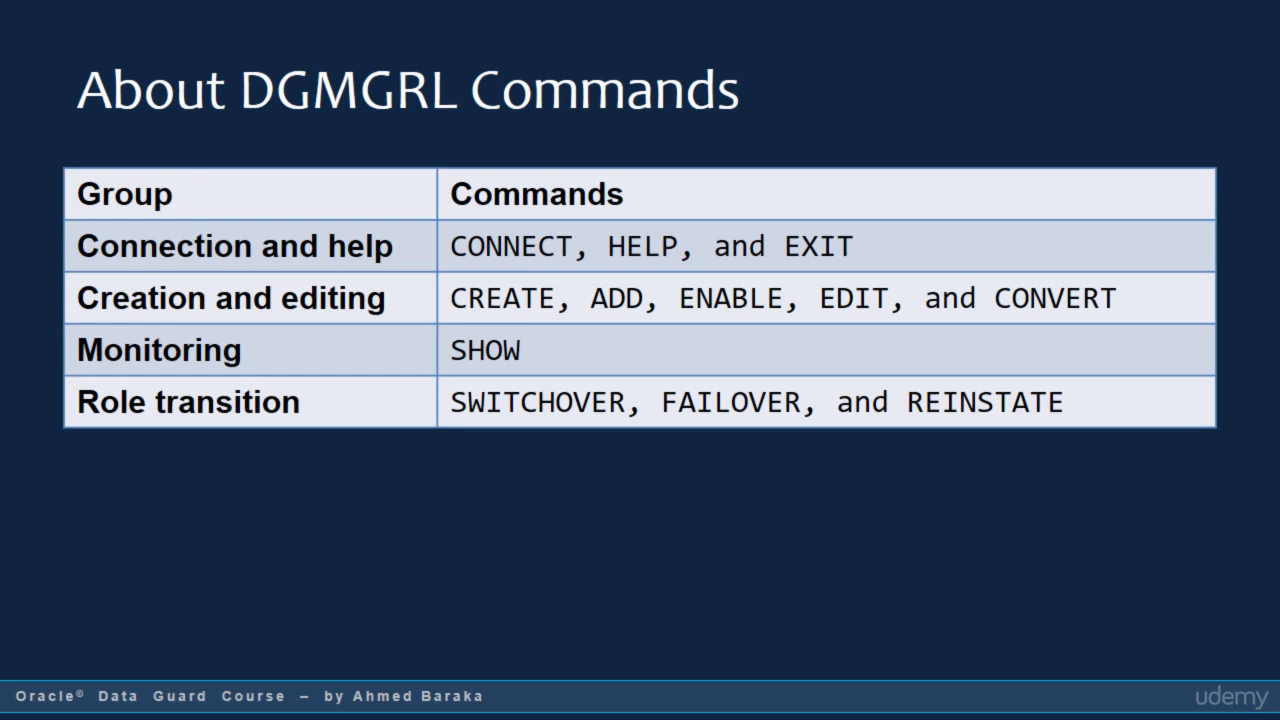 About DGMGRL Commands
Group Commands
Connection and help CONNECT, HELP, and EXIT
Creation and editing CREATE, ADD, ENABLE, EDIT, and CONVERT
Monitoring SHOW
Role transition SWITCHOVER, FAILOVER, and REINSTATE
Oracle© Data Guard Course – by Ahmed Baraka
udemy